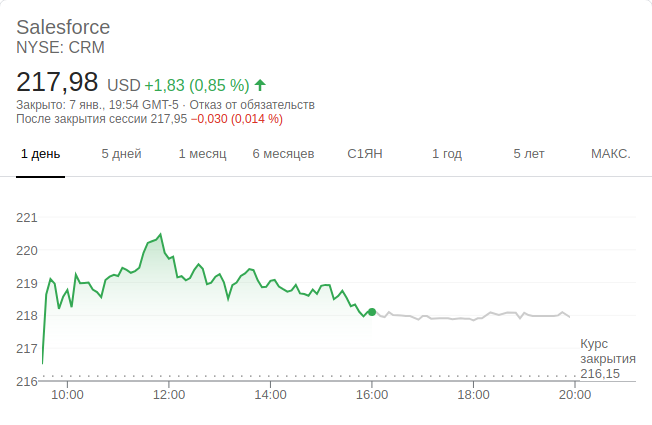 Salesforce
NYSE: CRM
217,98 USD +1,83 (0,85 %)
Закрыто: 7 янв., 19:54 GMT-5 · Отказ от обязательств
После закрытия сессии 217,95 −0,030 (0,014 %)
1 день 5 дней 1 месяц 6 месяцев С1ЯН 1 год 5 лет МАКС.
221
220
219
218
217
Курс
закрытия
216,15
216
10:00 12:00 14:00 16:00 18:00 20:00